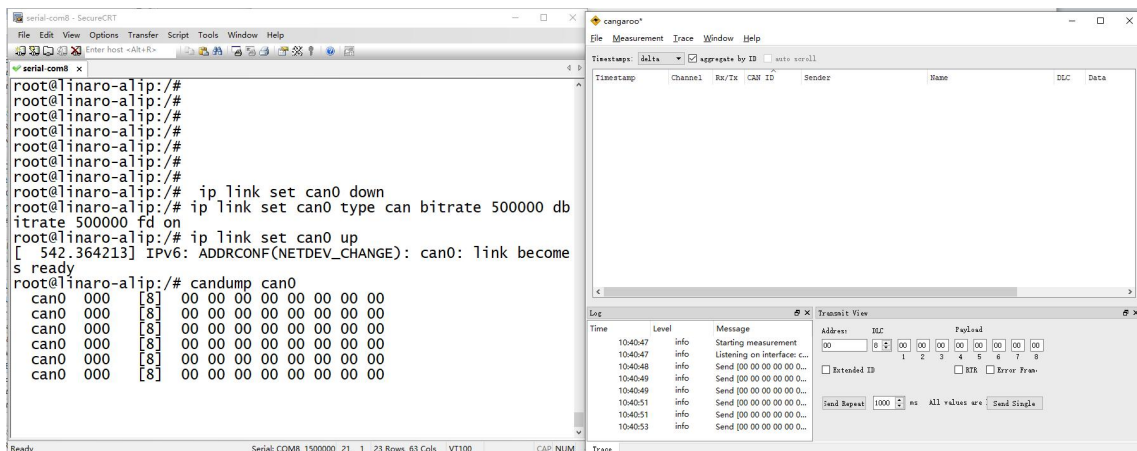 serial-com8 - SecureCRT
File Edit View Options Transfer Script Tools Window Help
Enter host <Alt+R>
serial-com8 x
root@linaro-alip:/#
root@linaro-alip:/#
root@linaro-alip:/#
root@linaro-alip:/#
root@linaro-alip:/#
root@linaro-alip:/#
root@linaro-alip:/#
root@linaro-alip:/#  ip link set can0 down
root@linaro-alip:/# ip link set can0 type can bitrate 500000 db
itrate 500000 fd on
root@linaro-alip:/# ip link set can0 up
[  542.364213] IPv6: ADDRCONF(NETDEV_CHANGE): can0: link become
s ready
root@linaro-alip:/# candump can0
can0  000   [8]  00 00 00 00 00 00 00 00
can0  000   [8]  00 00 00 00 00 00 00 00
can0  000   [8]  00 00 00 00 00 00 00 00
can0  000   [8]  00 00 00 00 00 00 00 00
can0  000   [8]  00 00 00 00 00 00 00 00
can0  000   [8]  00 00 00 00 00 00 00 00
Ready Serial: COM8, 1500000 21, 1 23 Rows, 63 Cols VT100 CAP NUM
cangaroo*
File Measurement Trace Window Help
Timestamps: delta aggregate by ID auto scroll
Timestamp Channel Rx/Tx CAN ID Sender Name DLC Data
Log
Time Level Message
10:40:47 info Starting measurement
10:40:47 info Listening on interface: c...
10:40:48 info Send [00 00 00 00 00 0...
10:40:49 info Send [00 00 00 00 00 0...
10:40:49 info Send [00 00 00 00 00 0...
10:40:51 info Send [00 00 00 00 00 0...
10:40:51 info Send [00 00 00 00 00 0...
10:40:53 info Send [00 00 00 00 00 0...
Transmit View
Address DLC Payload
00 8 00 00 00 00 00 00 00 00
1 2 3 4 5 6 7 8
Extended ID RTR Error Fram
Send Repeat 1000 ms All values are Send Single
Trace